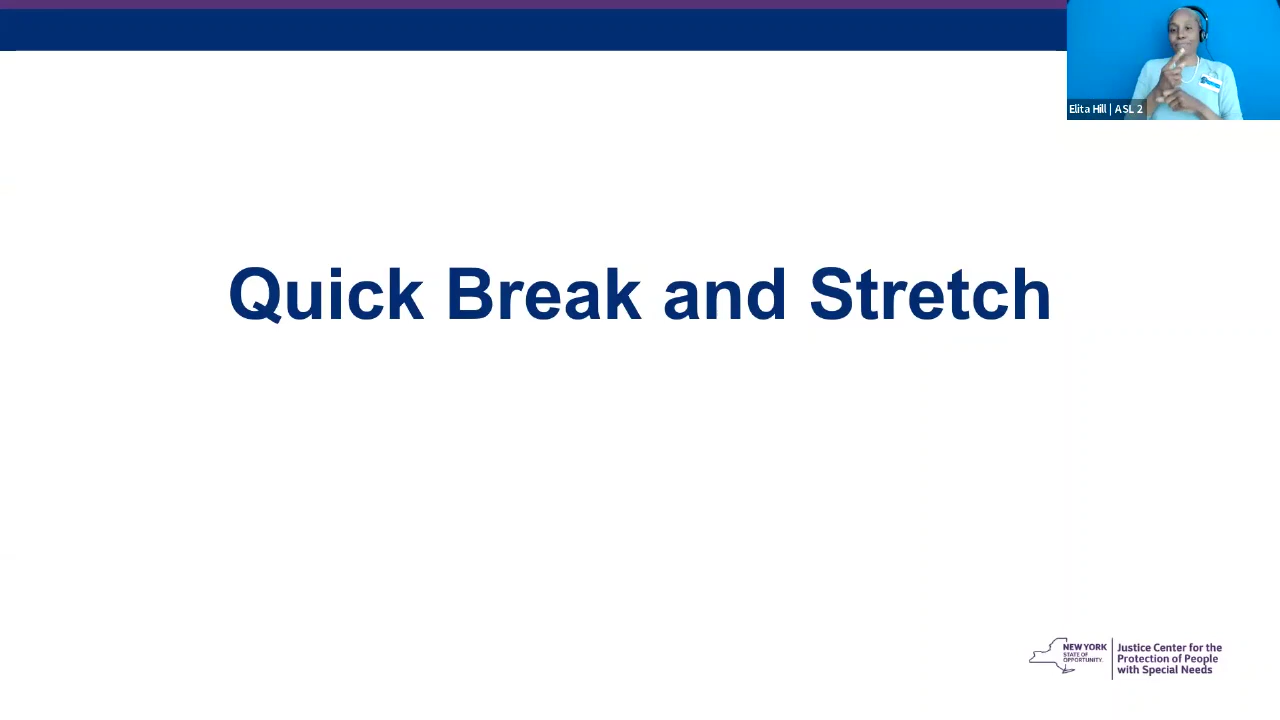 Elita Hill | ASL 2
Quick Break and Stretch
NEW YORK
STATE OF
OPPORTUNITY.
Justice Center for the
Protection of People
with Special Needs